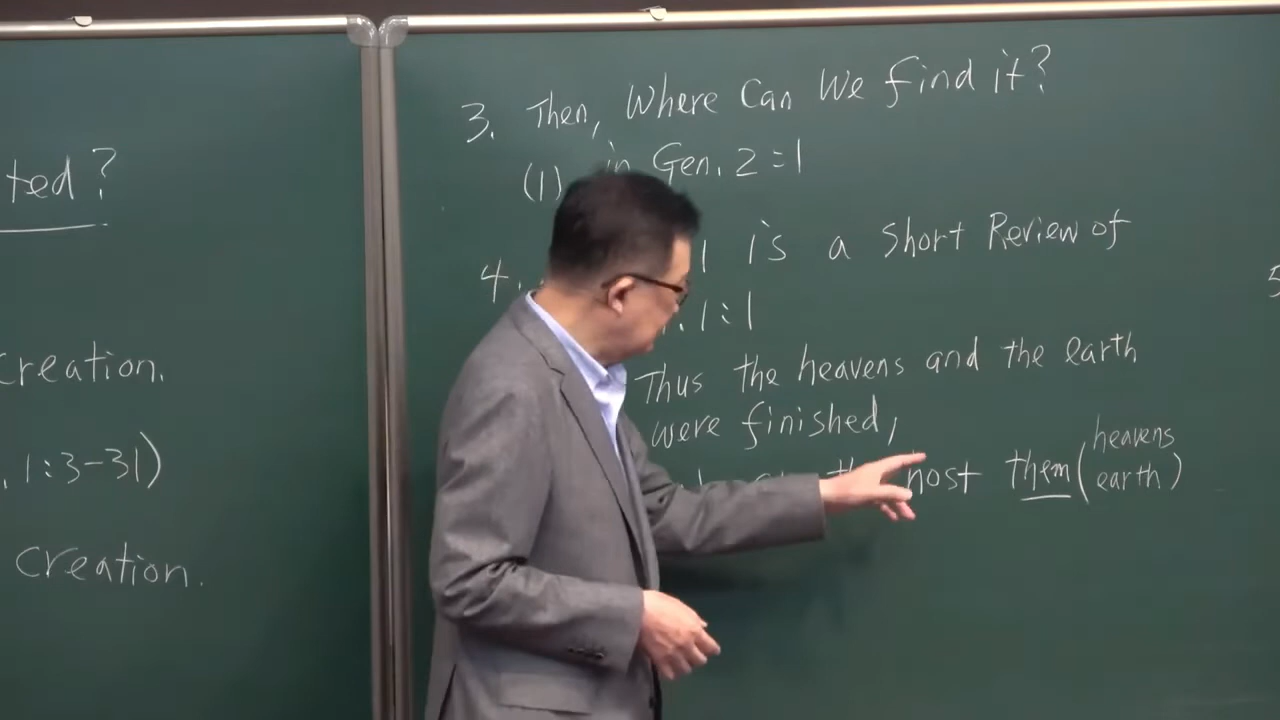 ted?
creation.
, 1:3-31)
creation.
3. Then, Where Can We find it?
(1) in Gen. 2:1
4. 1 is a Short Review of
. 1:1
Thus the heavens and the earth
were finished,
host them (heavens
earth)
5